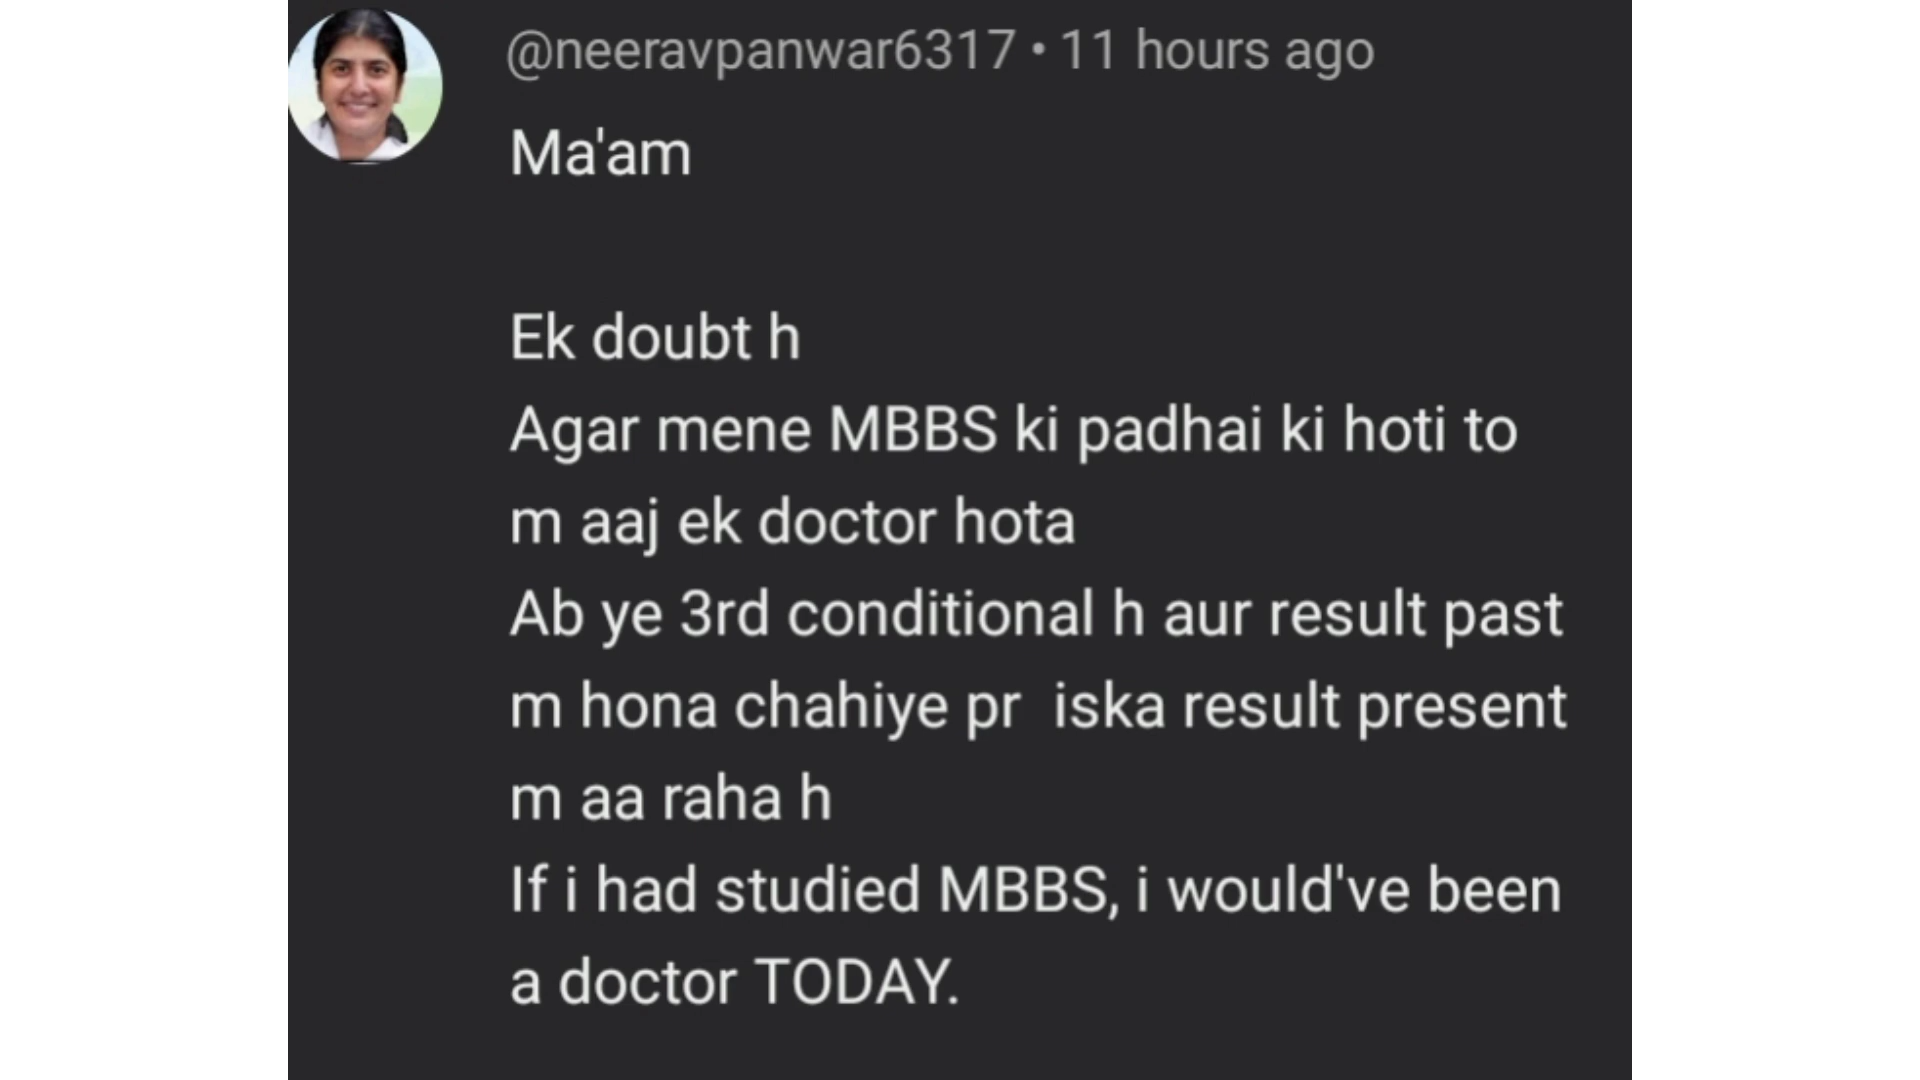 @neeravpanwar6317 • 11 hours ago
Ma'am
Ek doubt h
Agar mene MBBS ki padhai ki hoti to
m aaj ek doctor hota
Ab ye 3rd conditional h aur result past
m hona chahiye pr  iska result present
m aa raha h
If i had studied MBBS, i would've been
a doctor TODAY.